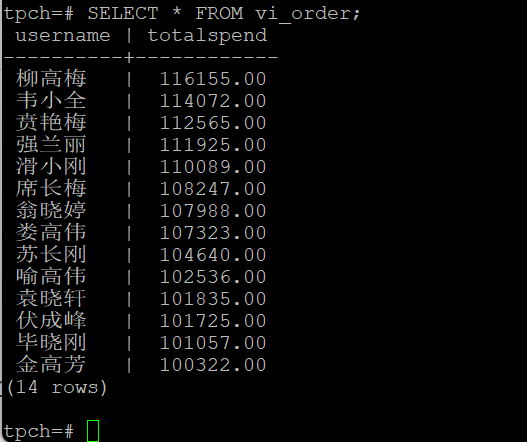 tpch=# SELECT * FROM vi_order;
 username | totalspend
----------+------------
 柳高梅   |  116155.00
 韦小全   |  114072.00
 贲艳梅   |  112565.00
 强兰丽   |  111925.00
 滑小刚   |  110089.00
 席长梅   |  108247.00
 翁晓婷   |  107988.00
 娄高伟   |  107323.00
 苏长刚   |  104640.00
 喻高伟   |  102536.00
 袁晓轩   |  101835.00
 伏成峰   |  101725.00
 毕晓刚   |  101057.00
 金高芳   |  100322.00
(14 rows)
tpch=#